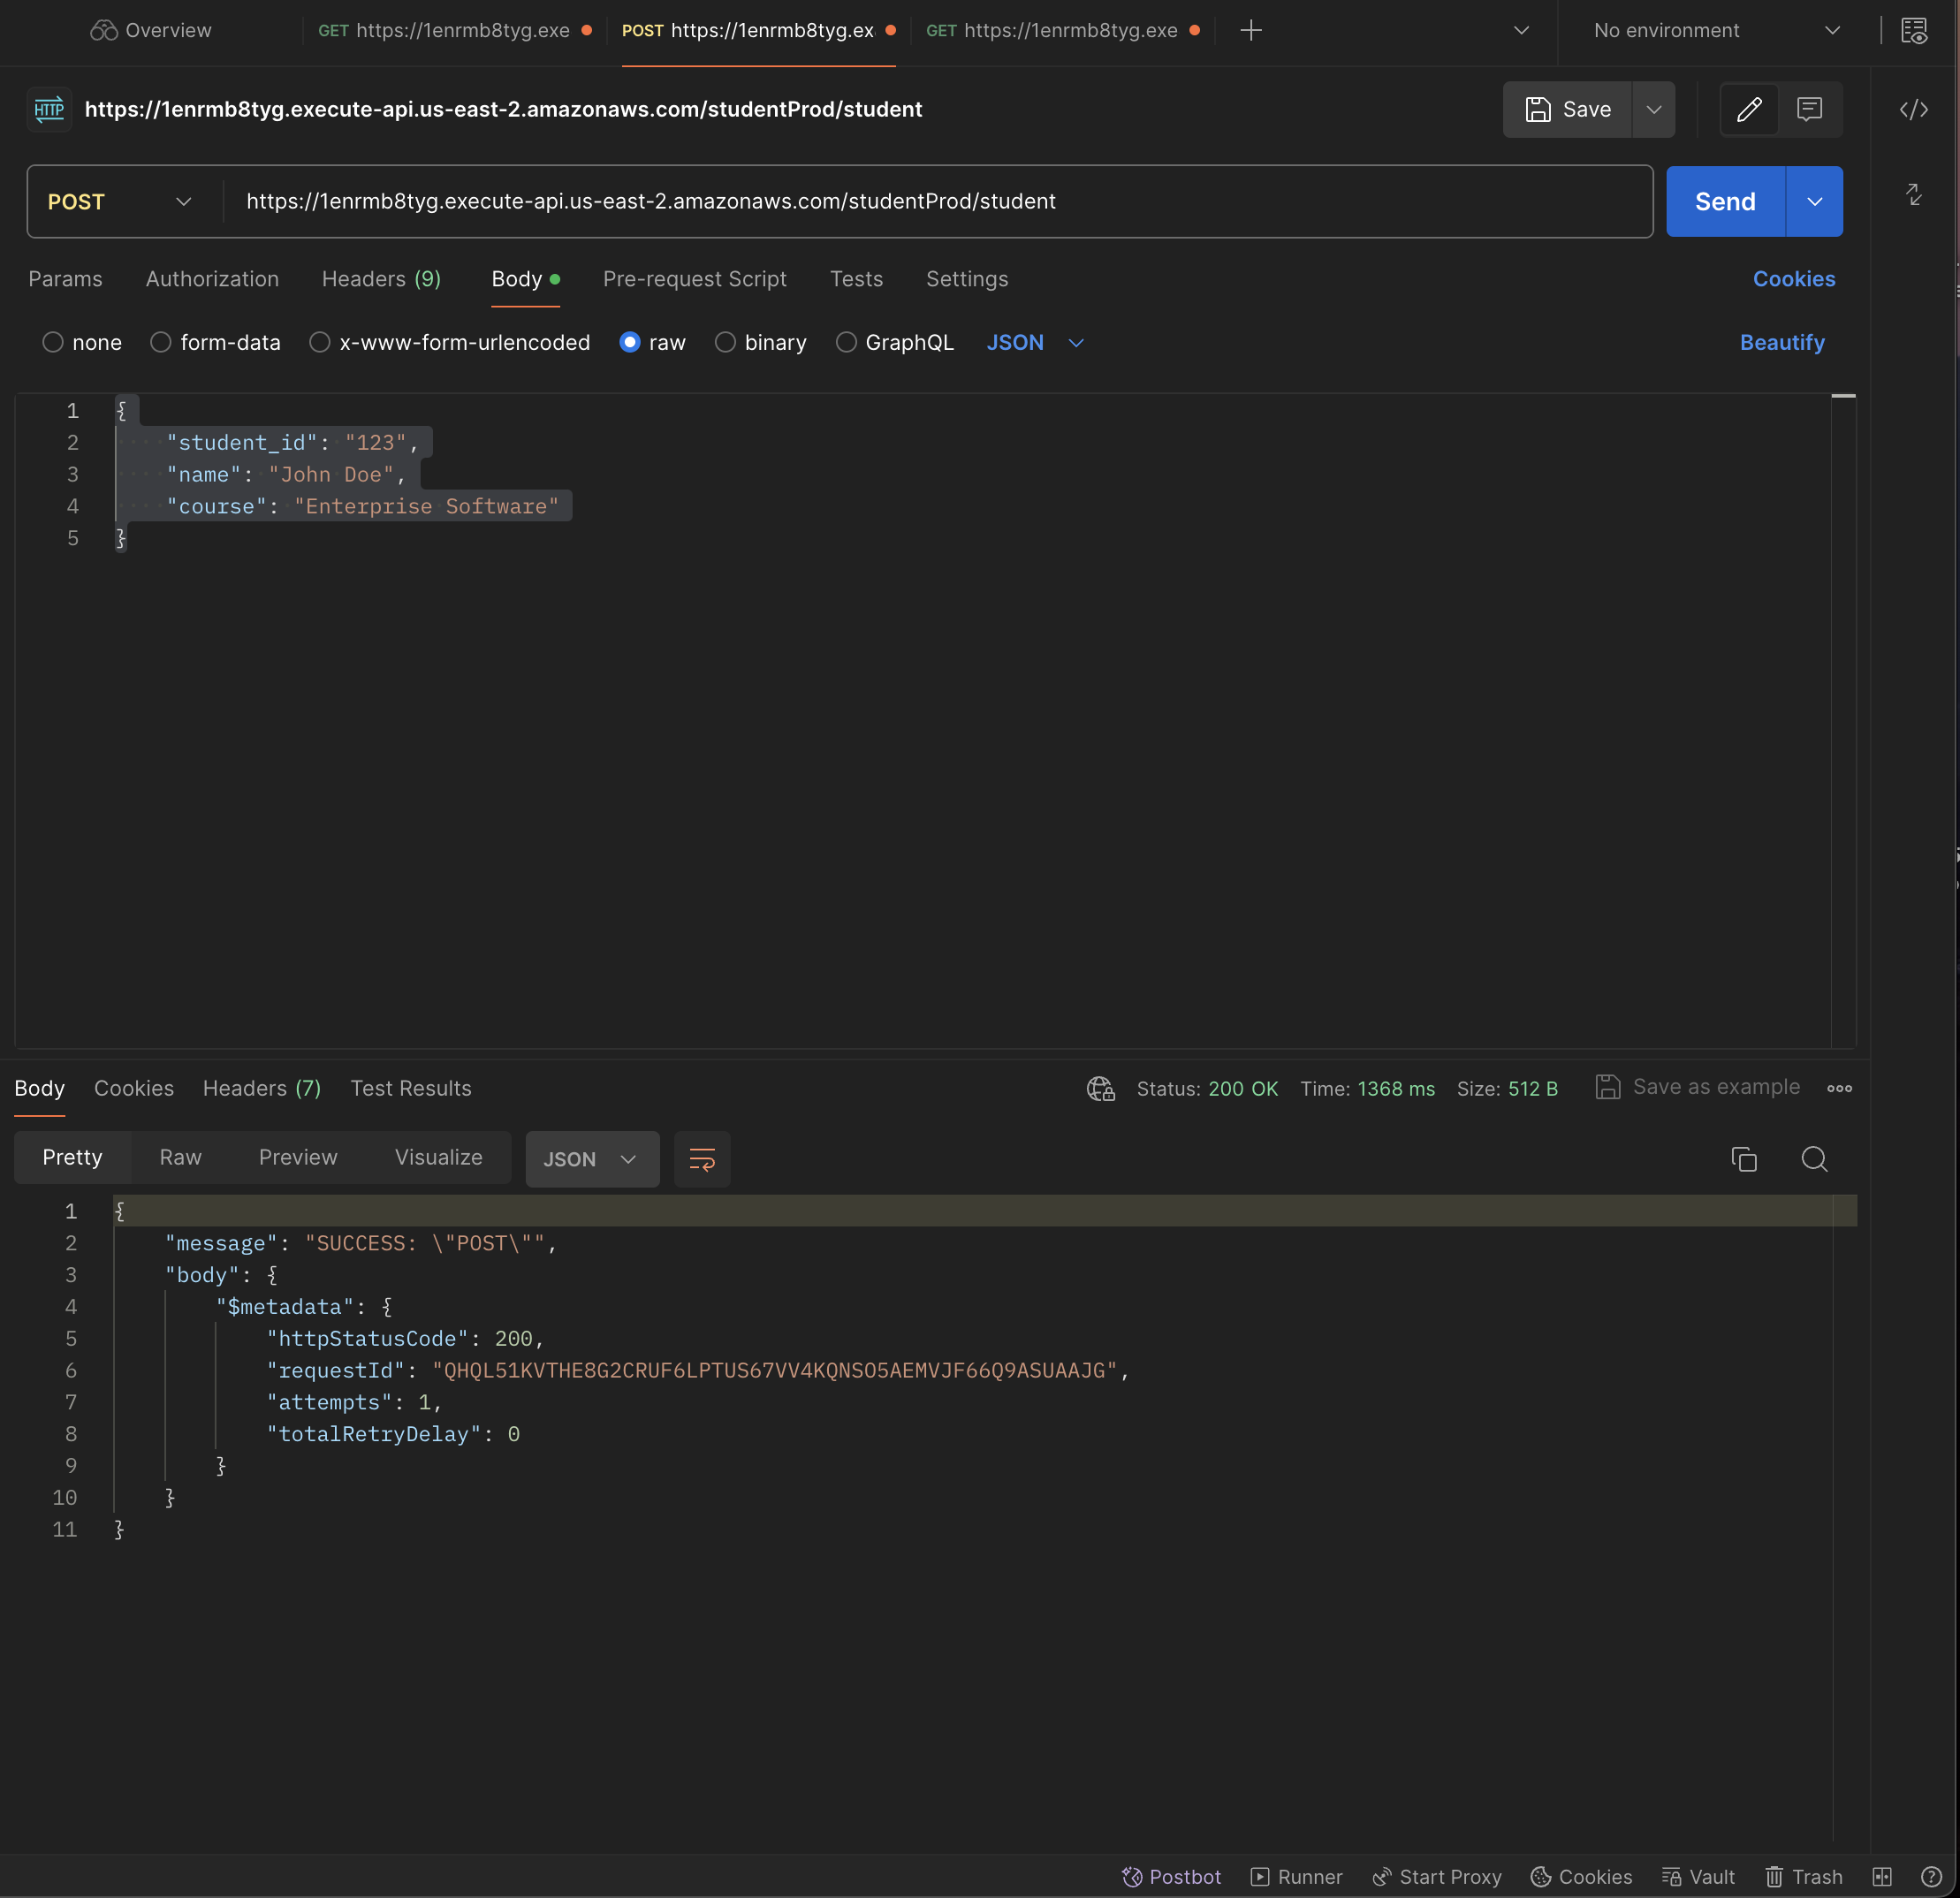 Overview
GET https://1enrmb8tyg.exe
POST https://1enrmb8tyg.ex
GET https://1enrmb8tyg.exe
No environment
HTTP
https://1enrmb8tyg.execute-api.us-east-2.amazonaws.com/studentProd/student
Save
POST
https://1enrmb8tyg.execute-api.us-east-2.amazonaws.com/studentProd/student
Send
Params Authorization Headers (9) Body Pre-request Script Tests Settings Cookies
none form-data x-www-form-urlencoded raw binary GraphQL JSON Beautify
1 {
2 "student_id": "123",
3 "name": "John Doe",
4 "course": "Enterprise Software"
5 }
Body Cookies Headers (7) Test Results Status: 200 OK Time: 1368 ms Size: 512 B Save as example
Pretty Raw Preview Visualize JSON
1 {
2 "message": "SUCCESS: \"POST\"",
3 "body": {
4 "$metadata": {
5 "httpStatusCode": 200,
6 "requestId": "QHQL51KVTHE8G2CRUF6LPTUS67VV4KQNSO5AEMVJF66Q9ASUAAJG",
7 "attempts": 1,
8 "totalRetryDelay": 0
9 }
10 }
11 }
Postbot Runner Start Proxy Cookies Vault Trash